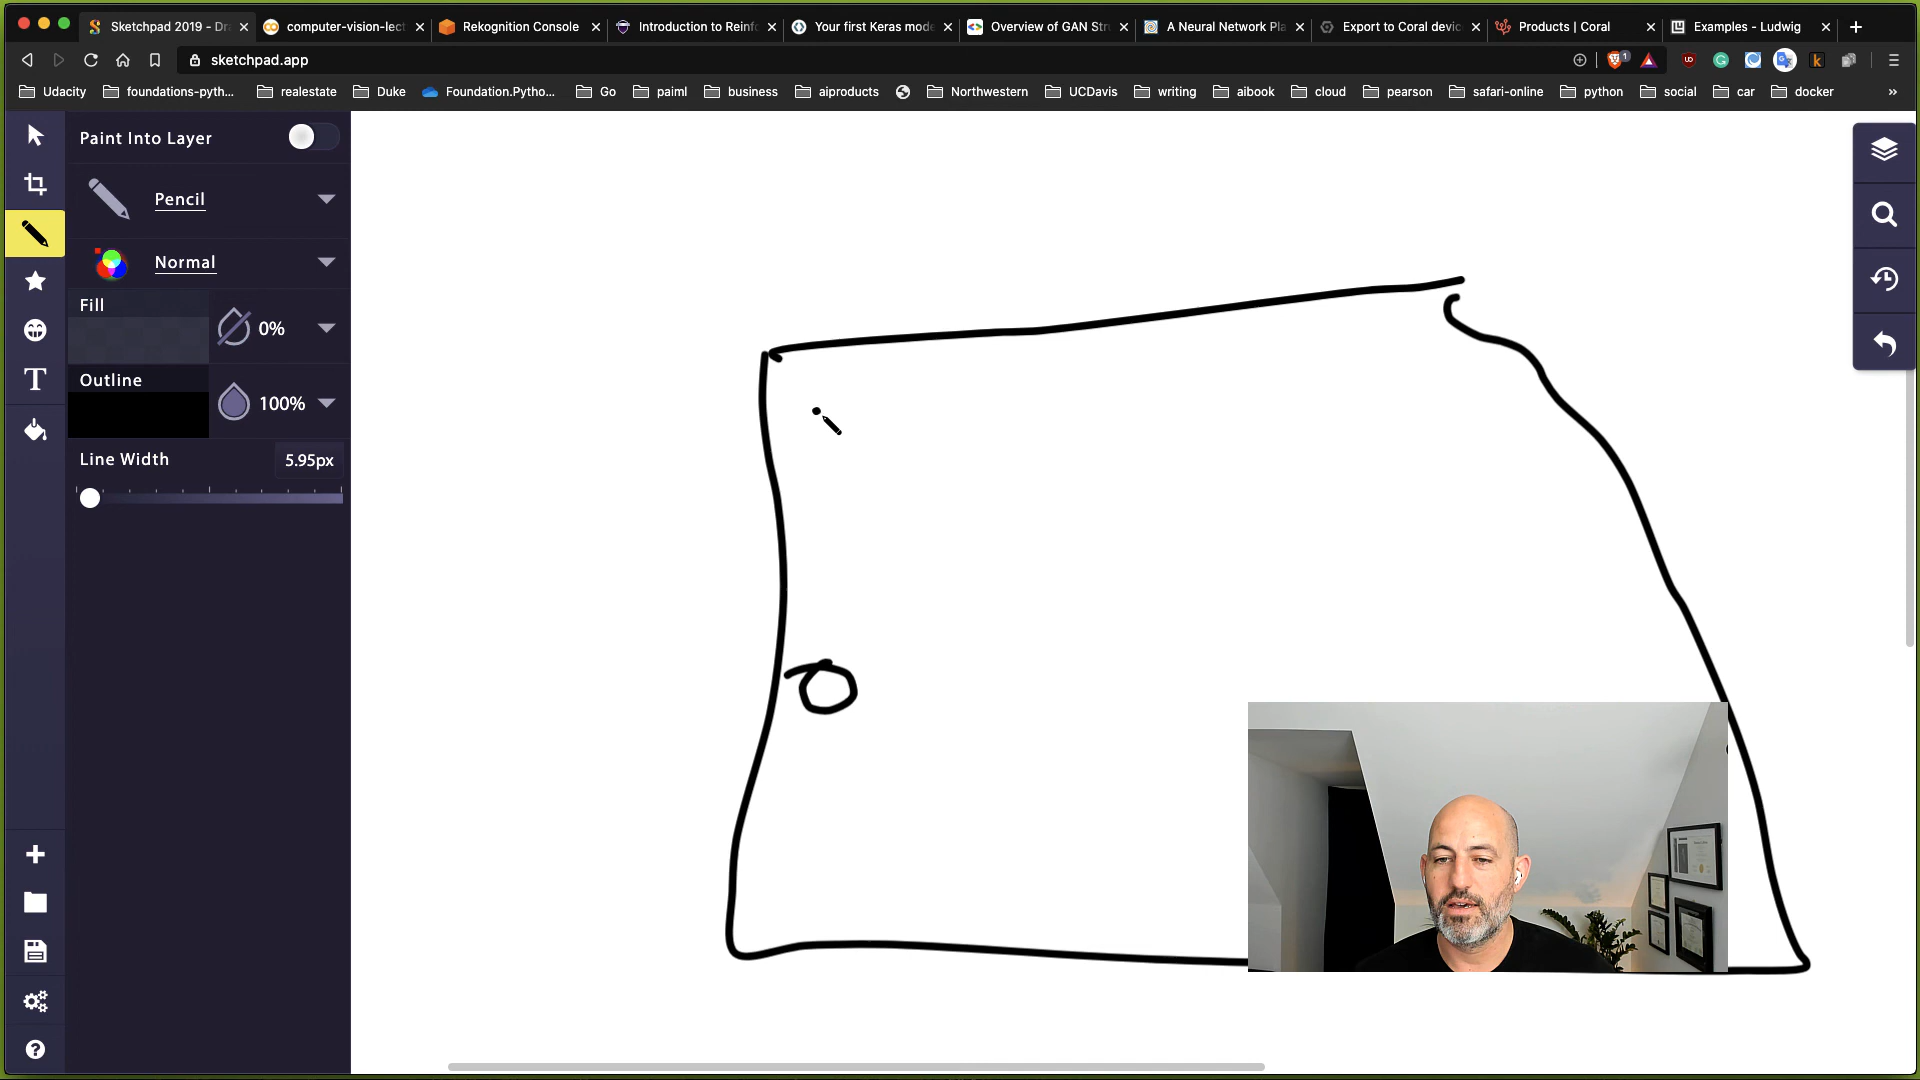 Sketchpad 2019 - Dr
computer-vision-lect
Rekognition Console
Introduction to Reinf
Your first Keras mode
Overview of GAN Str
A Neural Network Pla
Export to Coral devic
Products | Coral
Examples - Ludwig
sketchpad.app
1
Udacity
foundations-pyth...
realestate
Duke
Foundation.Pytho...
Go
paiml
business
aiproducts
Northwestern
UCDavis
writing
aibook
cloud
pearson
safari-online
python
social
car
docker
»
Paint Into Layer
Pencil
Normal
Fill
0%
Outline
100%
Line Width
5.95px
T
?